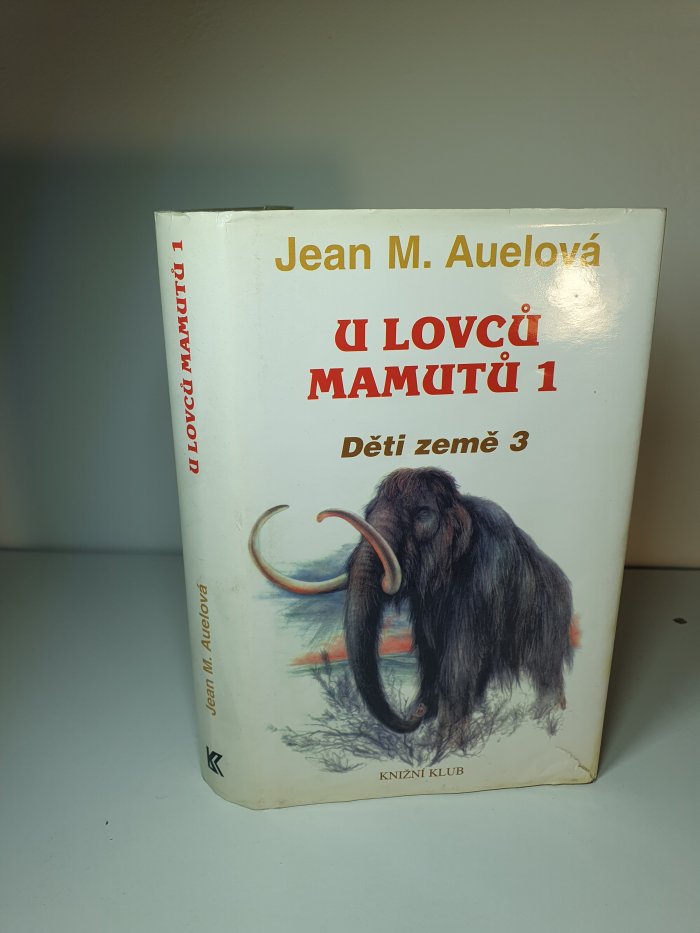 Jean M. Auelová
U LOVCŮ
MAMUTŮ 1
Děti země 3
KNIŽNÍ KLUB
U LOVCŮ MAMUTŮ 1
Jean M. Auelová